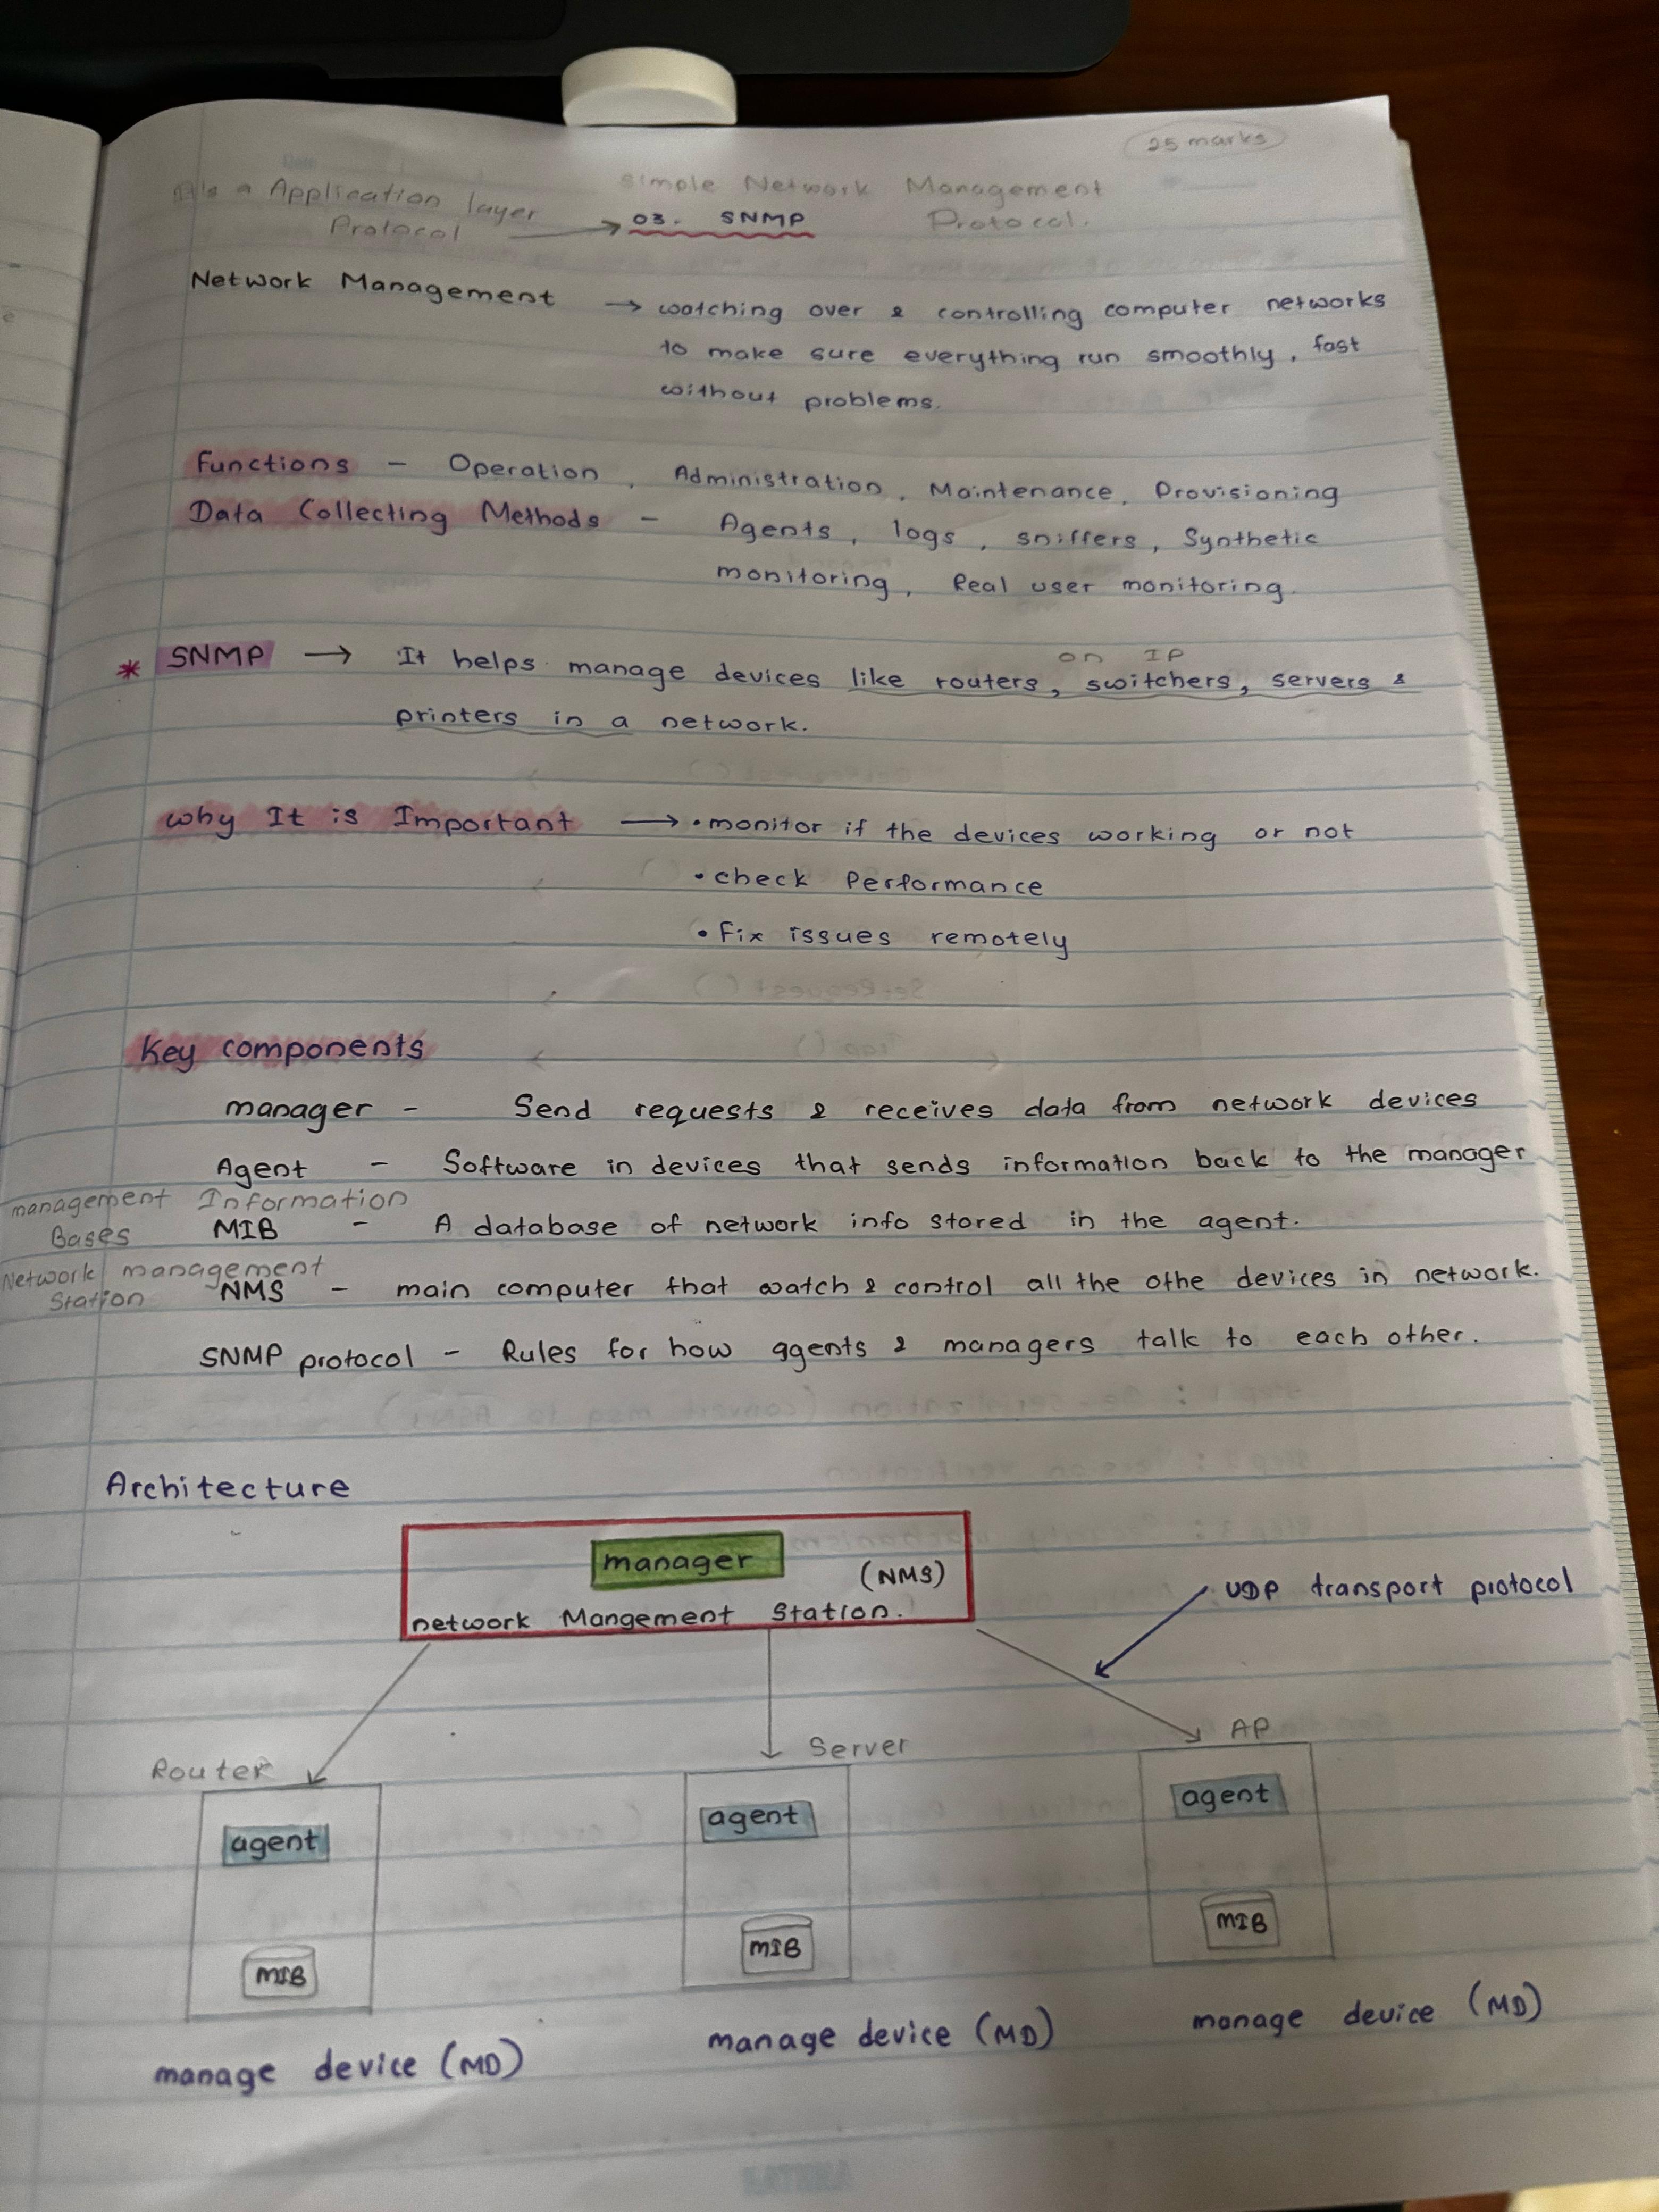 25 marks
It's a Application layer Protocol
Simple Network Management Protocol.
03. SNMP
Network Management → watching over & controlling computer networks
to make sure everything run smoothly, fast
without problems.
Functions - Operation, Administration, Maintenance, Provisioning
Data Collecting Methods - Agents, logs, sniffers, Synthetic
monitoring, Real user monitoring.
on IP
* SNMP → It helps manage devices like routers, switchers, servers &
printers in a network.
why It is Important → • monitor if the devices working or not
• check Performance
• Fix issues remotely
Key components
manager - Send requests & receives data from network devices
Agent - Software in devices that sends information back to the manager
management Information
Bases MIB - A database of network info stored in the agent.
Network management
Station NMS - main computer that watch & control all the othe devices in network.
SNMP protocol - Rules for how agents & managers talk to each other.
Architecture
manager
(NMS)
network Mangement Station.
UDP transport protocol
Router
Server
AP
agent
agent
agent
MIB
MIB
MIB
manage device (MD)
manage device (MD)
manage device (MD)